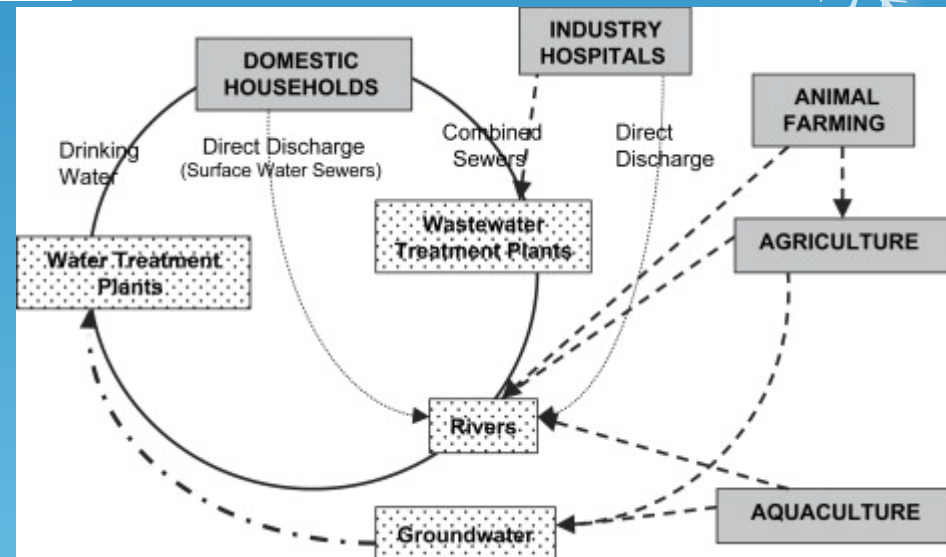 DOMESTIC
HOUSEHOLDS
INDUSTRY
HOSPITALS
ANIMAL
FARMING
Drinking
Water
Direct Discharge
(Surface Water Sewers)
Combined
Sewers
Direct
Discharge
Wastewater
Treatment Plants
AGRICULTURE
Water Treatment
Plants
Rivers
AQUACULTURE
Groundwater